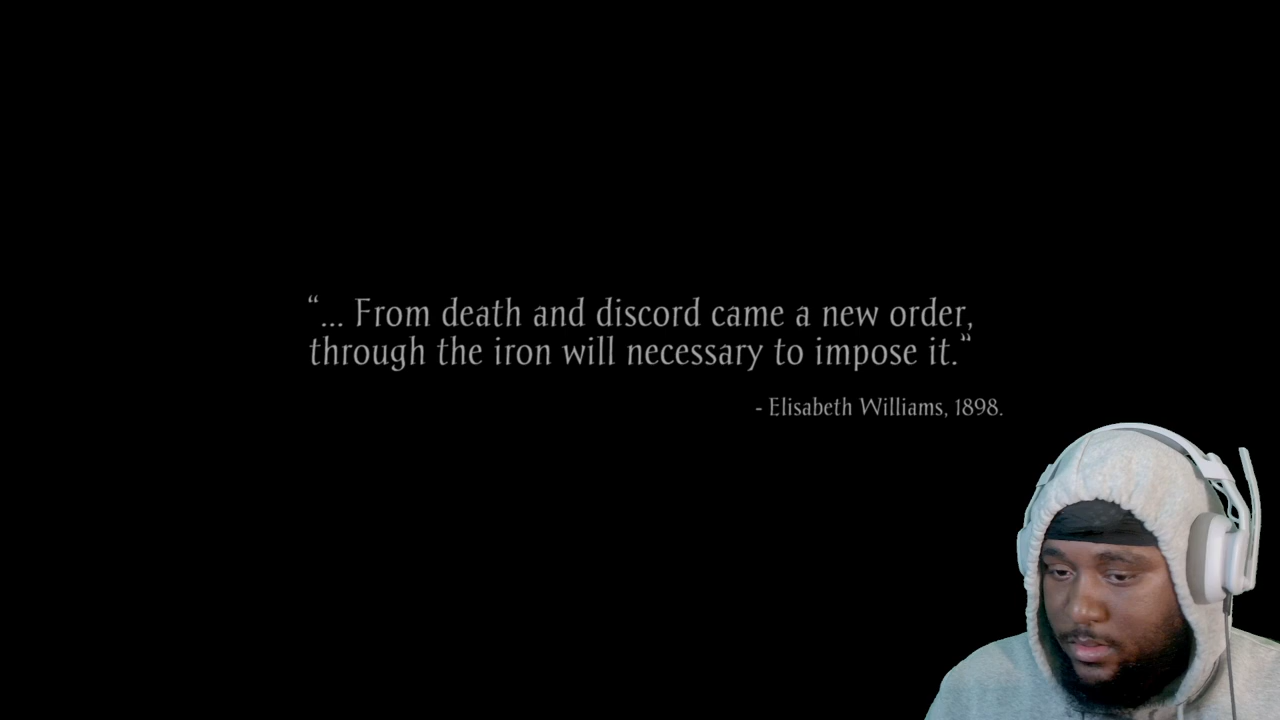 “... From death and discord came a new order,
through the iron will necessary to impose it.“
- Elisabeth Williams, 1898.